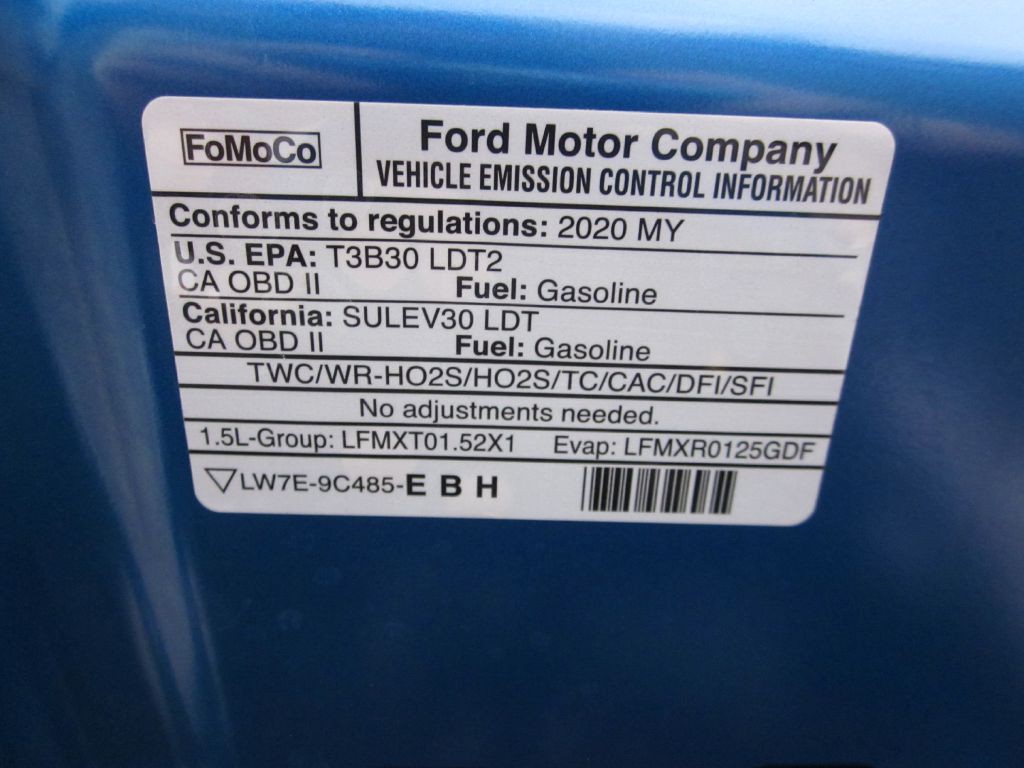 FoMoCo
Ford Motor Company
VEHICLE EMISSION CONTROL INFORMATION
Conforms to regulations: 2020 MY
U.S. EPA: T3B30 LDT2
CA OBD II Fuel: Gasoline
California: SULEV30 LDT
CA OBD II Fuel: Gasoline
TWC/WR-HO2S/HO2S/TC/CAC/DFI/SFI
No adjustments needed.
1.5L-Group: LFMXT01.52X1 Evap: LFMXR0125GDF
▽LW7E-9C485-E B H